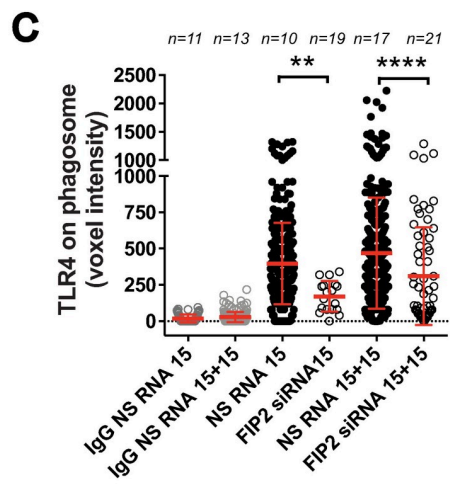 C
n=11 n=13 n=10 n=19 n=17 n=21
** ****
TLR4 on phagosome
(voxel intensity)
2500
2000
1500
1000
1000
750
500
250
0
IgG NS RNA 15
IgG NS RNA 15+15
NS RNA 15
FIP2 siRNA15
NS RNA 15+15
FIP2 siRNA 15+15